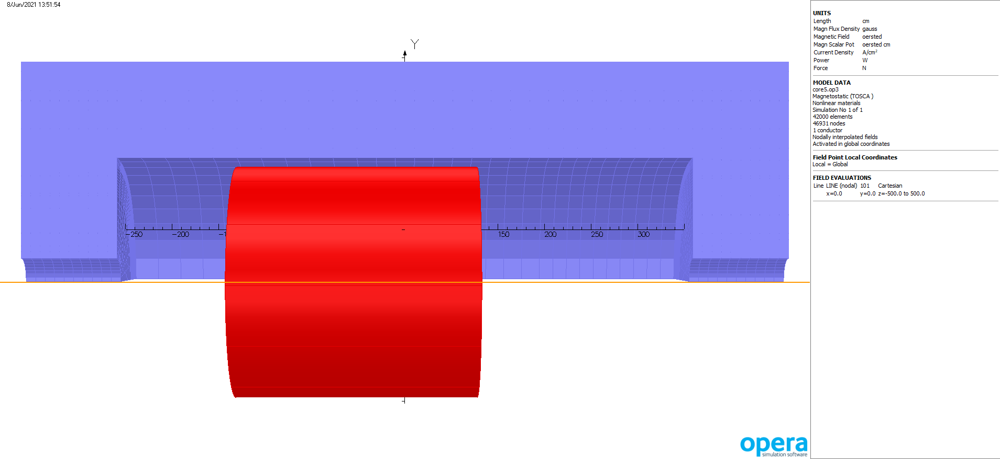 8/Jun/2021 13:51:54
Y
-250 -200 -1 150 200 250 300
UNITS
Length cm
Magn Flux Density gauss
Magnetic Field oersted
Magn Scalar Pot oersted cm
Current Density A/cm²
Power W
Force N
MODEL DATA
core5.op3
Magnetostatic (TOSCA )
Nonlinear materials
Simulation No 1 of 1
42000 elements
46931 nodes
1 conductor
Nodally interpolated fields
Activated in global coordinates
Field Point Local Coordinates
Local = Global
FIELD EVALUATIONS
Line LINE (nodal) 101 Cartesian
x=0.0 y=0.0 z=-500.0 to 500.0
opera
simulation software